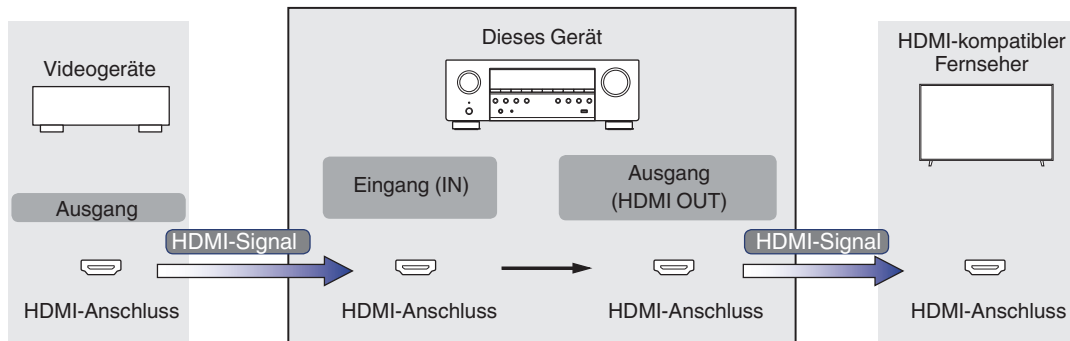 Dieses Gerät
HDMI-kompatibler
Fernseher
Videogeräte
Eingang (IN)
Ausgang
(HDMI OUT)
Ausgang
HDMI-Signal
HDMI-Signal
HDMI-Anschluss
HDMI-Anschluss
HDMI-Anschluss
HDMI-Anschluss